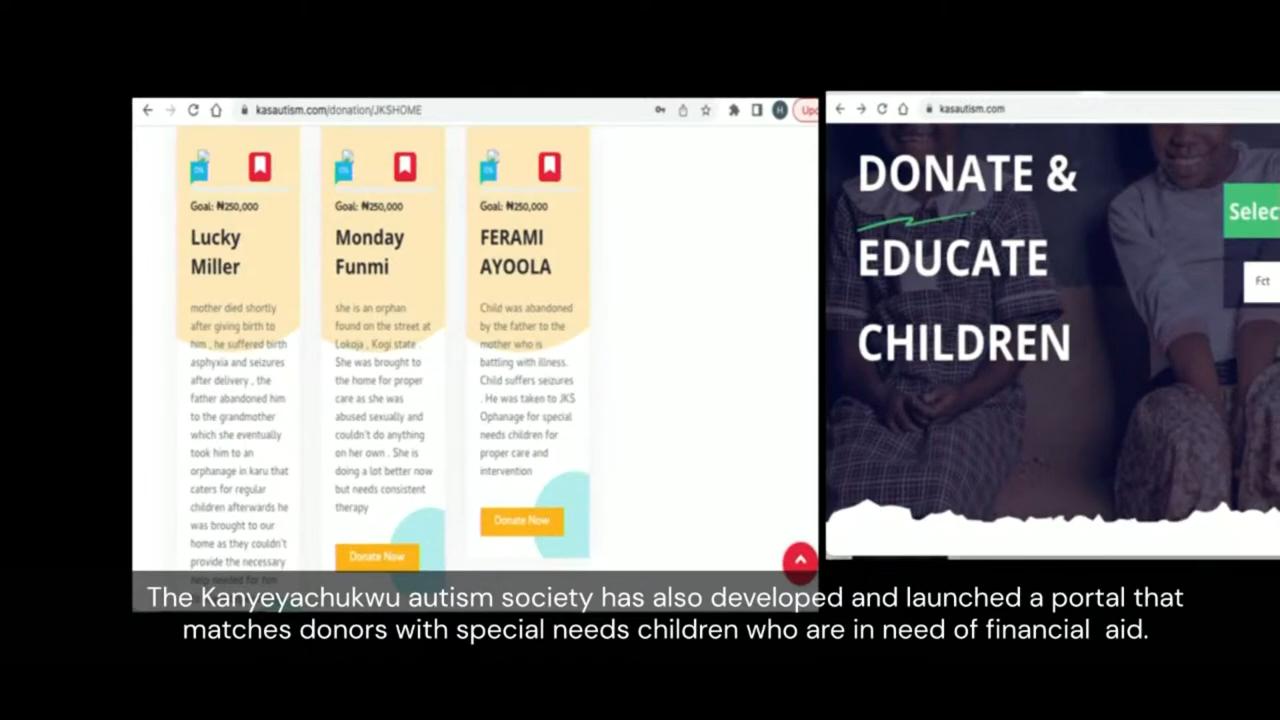 kasautism.com/donation/JKSHOME
0%
Goal: ₦250,000
Lucky
Miller
mother died shortly
after giving birth to
him , he suffered birth
asphyxia and seizures
after delivery , the
father abandoned him
to the grandmother
which she eventually
took him to an
orphanage in karu that
caters for regular
children afterwards he
was brought to our
home as they couldn't
provide the necessary
help needed for him
0%
Goal: ₦250,000
Monday
Funmi
she is an orphan
found on the street at
Lokoja , Kogi state .
She was brought to
the home for proper
care as she was
abused sexually and
couldn't do anything
on her own . She is
doing a lot better now
but needs consistent
therapy
Donate Now
0%
Goal: ₦250,000
FERAMI
AYOOLA
Child was abandoned
by the father to the
mother who is
battling with illness.
Child suffers seizures
. He was taken to JKS
Ophanage for special
needs children for
proper care and
intervention
Donate Now
H
Upc
kasautism.com
DONATE &
EDUCATE
CHILDREN
Selec
Fct
The Kanyeyachukwu autism society has also developed and launched a portal that
matches donors with special needs children who are in need of financial aid.